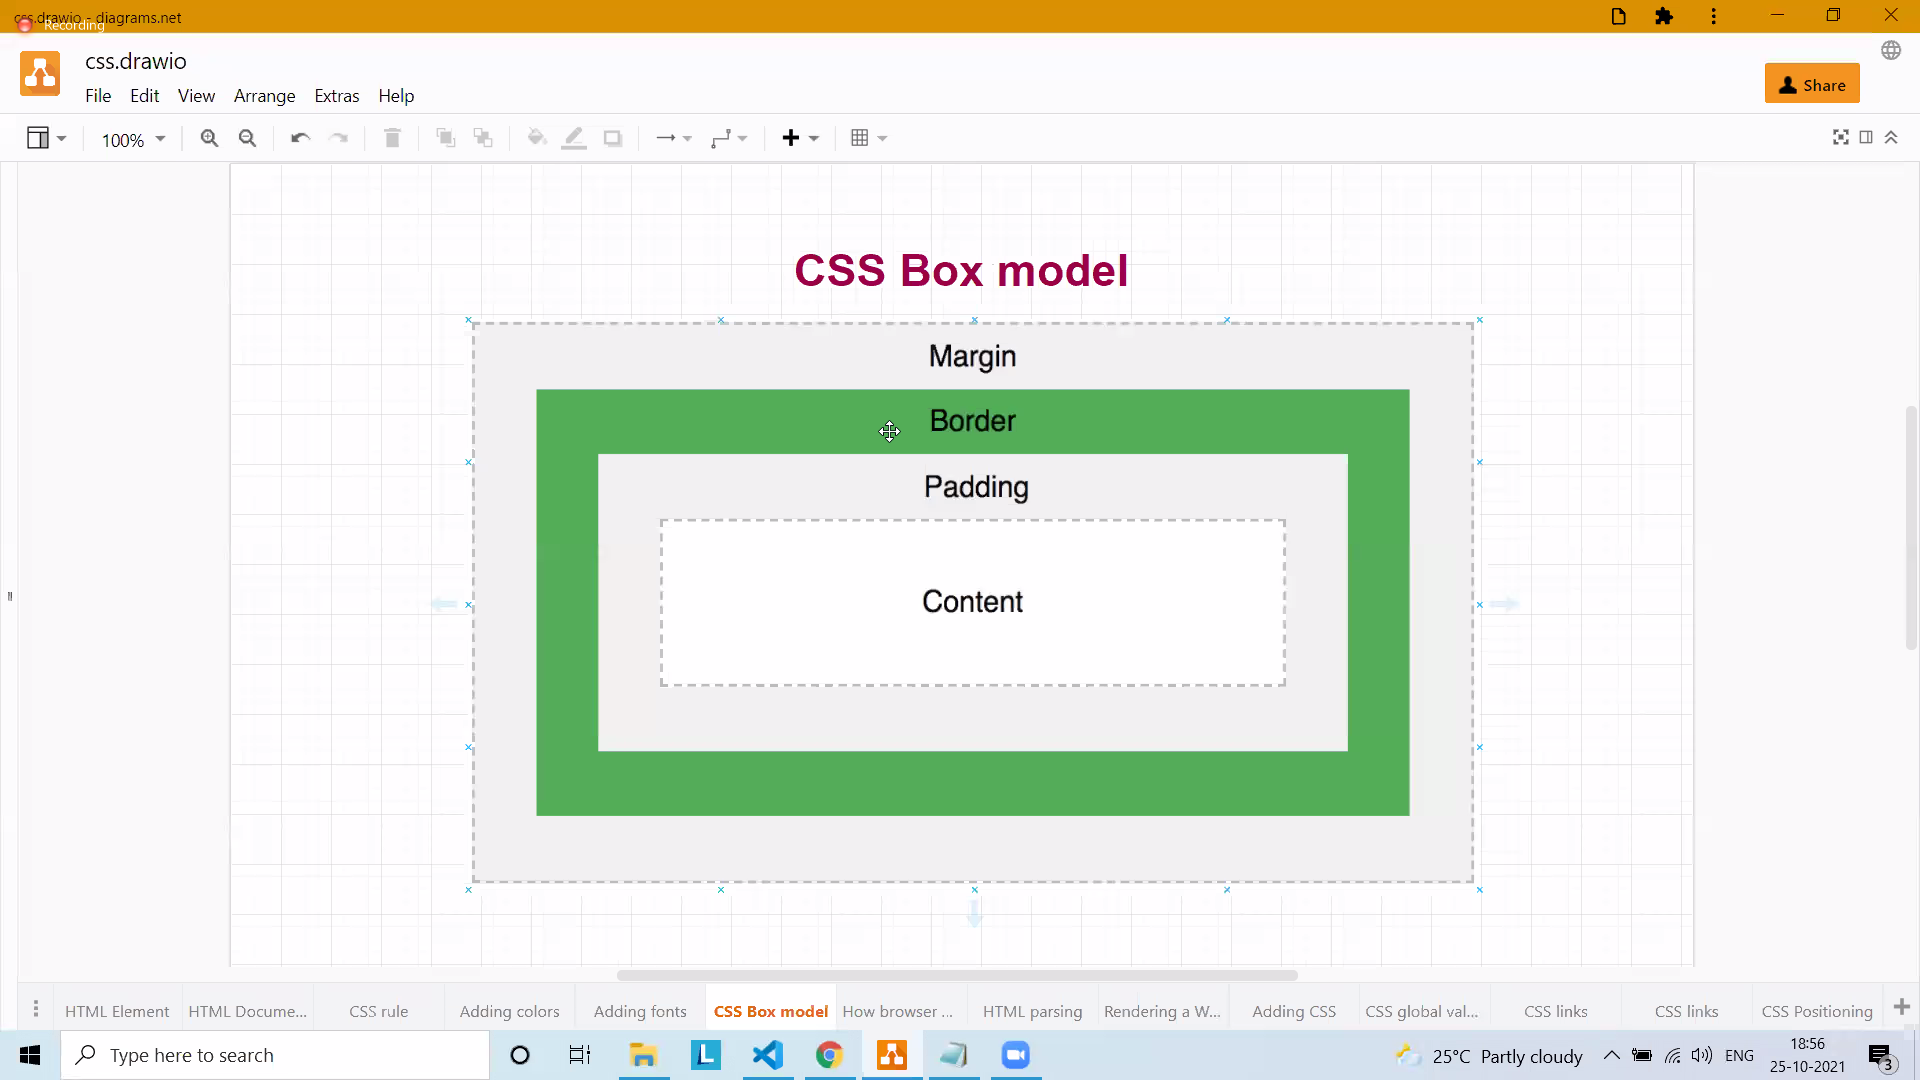 css.drawio - diagrams.net
Recording
css.drawio
File Edit View Arrange Extras Help
Share
100%
CSS Box model
Margin
Border
Padding
Content
HTML Element HTML Docume... CSS rule Adding colors Adding fonts CSS Box model How browser ... HTML parsing Rendering a W... Adding CSS CSS global val... CSS links CSS links CSS Positioning
Type here to search
L
25°C Partly cloudy
ENG
18:56
25-10-2021
3